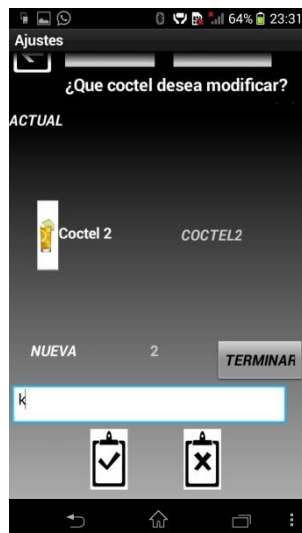 64% 23:31
Ajustes
¿Que coctel desea modificar?
ACTUAL
Coctel 2 COCTEL2
NUEVA 2 TERMINAR
k